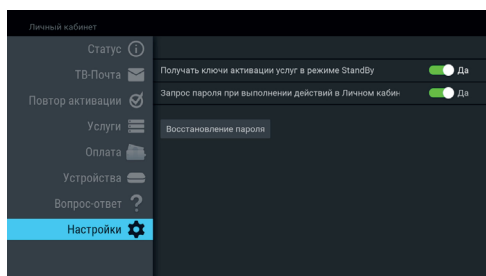 Личный кабинет
Статус
ТВ-Почта
Повтор активации
Услуги
Оплата
Устройства
Вопрос-ответ
Настройки
Получать ключи активации услуг в режиме StandBy Да
Запрос пароля при выполнении действий в Личном кабин Да
Восстановление пароля